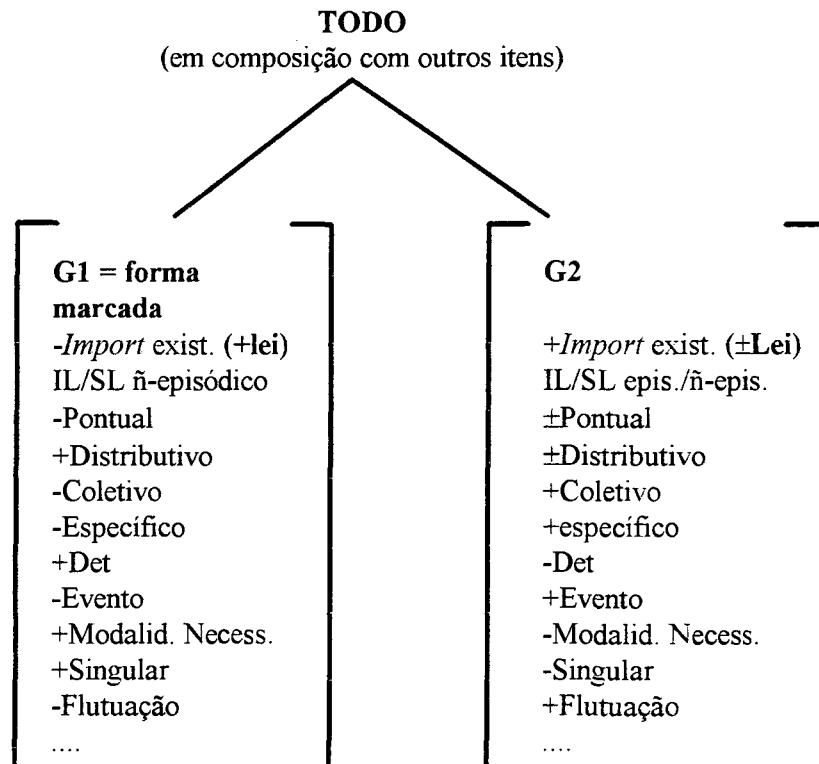 TODO
(em composição com outros itens)
G1 = forma
marcada
-Import exist. (+lei)
IL/SL ñ-episódico
-Pontual
+Distributivo
-Coletivo
-Específico
+Det
-Evento
+Modalid. Necess.
+Singular
-Flutuação
....
G2
+Import exist. (±Lei)
IL/SL epis./ñ-epis.
±Pontual
±Distributivo
+Coletivo
+específico
-Det
+Evento
-Modalid. Necess.
-Singular
+Flutuação
....